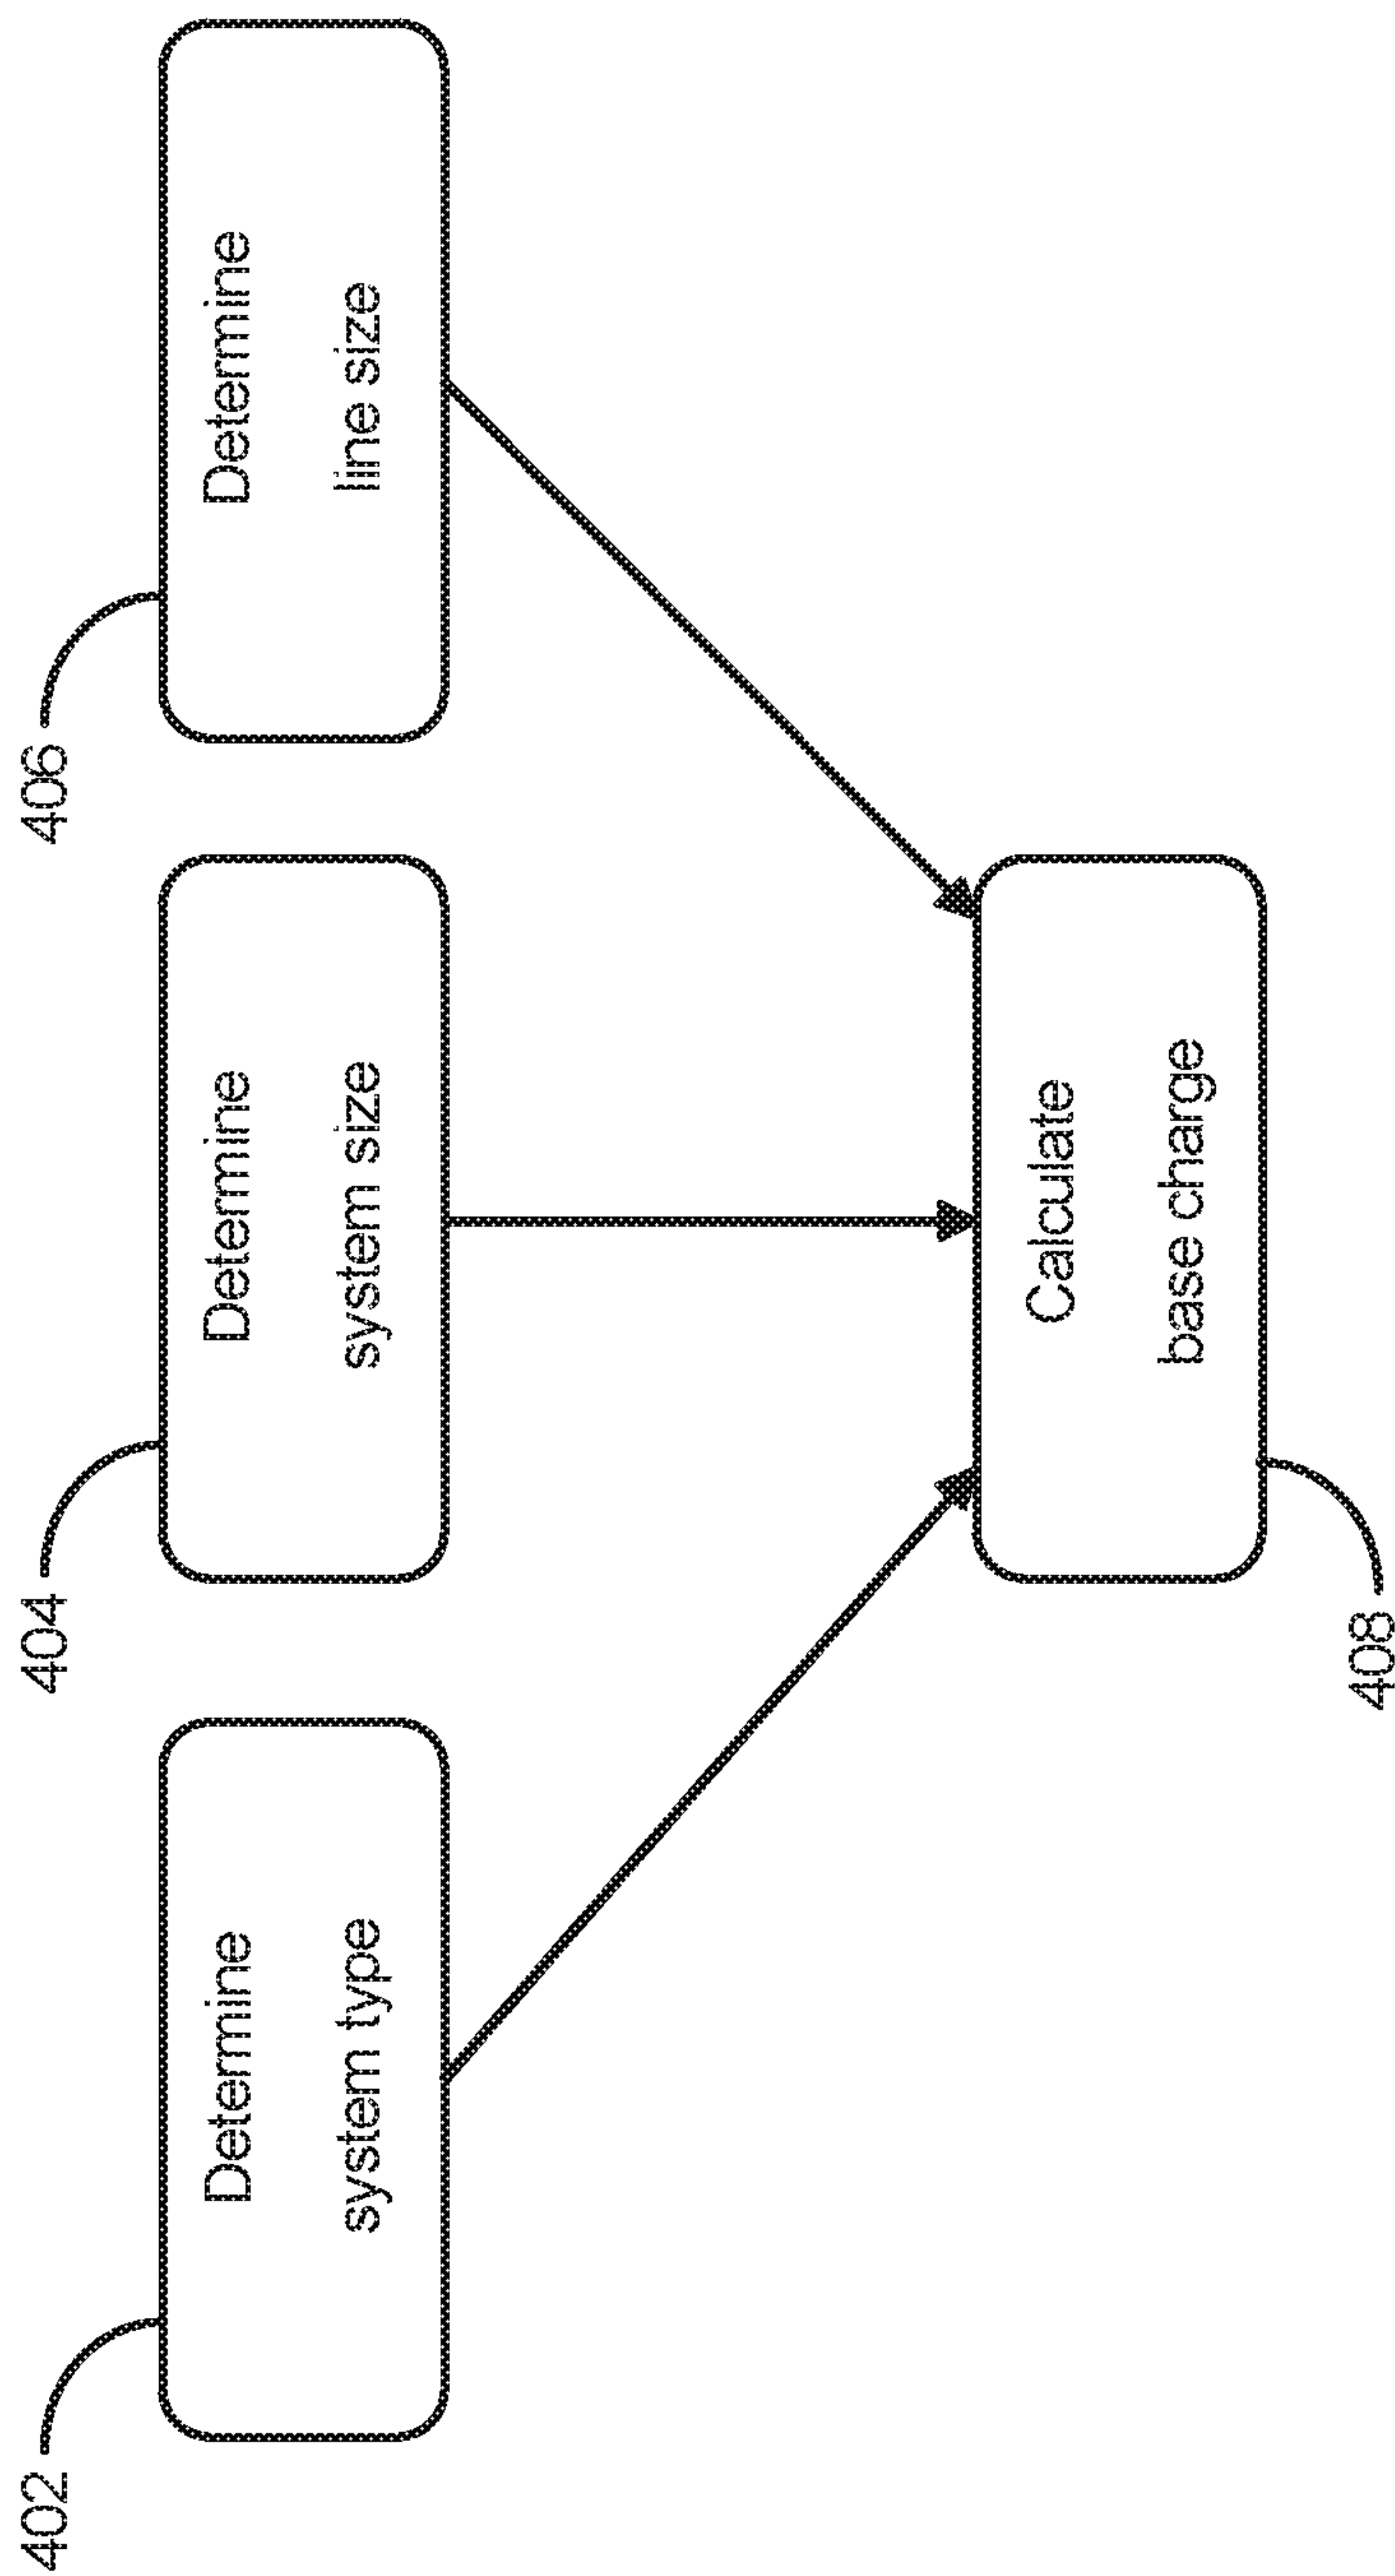 402
Determine
system type
404
Determine
system size
406
Determine
line size
408
Calculate
base charge